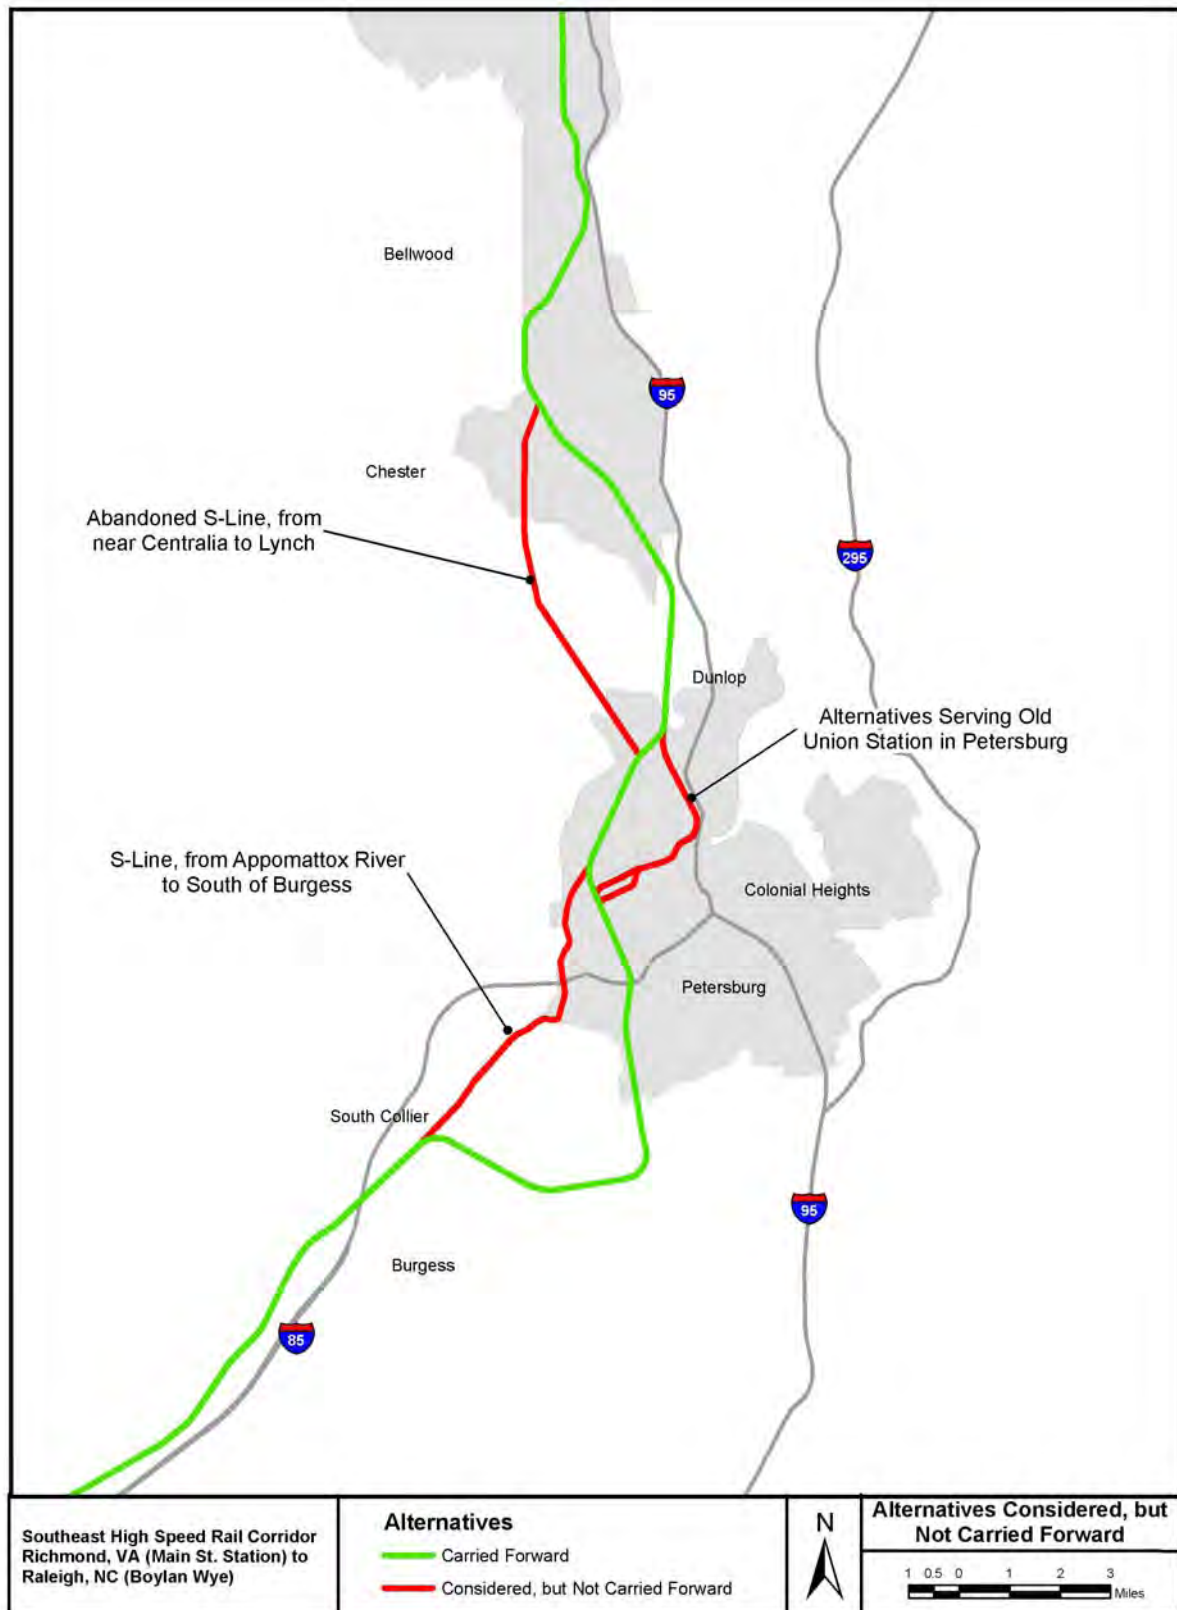 Bellwood
95
Chester
Abandoned S-Line, from
near Centralia to Lynch
295
Dunlop
Alternatives Serving Old
Union Station in Petersburg
S-Line, from Appomattox River
to South of Burgess
Colonial Heights
Petersburg
South Collier
95
Burgess
85
Southeast High Speed Rail Corridor
Richmond, VA (Main St. Station) to
Raleigh, NC (Boylan Wye)
Alternatives
Carried Forward
Considered, but Not Carried Forward
N
Alternatives Considered, but
Not Carried Forward
1 0.5 0 1 2 3
Miles